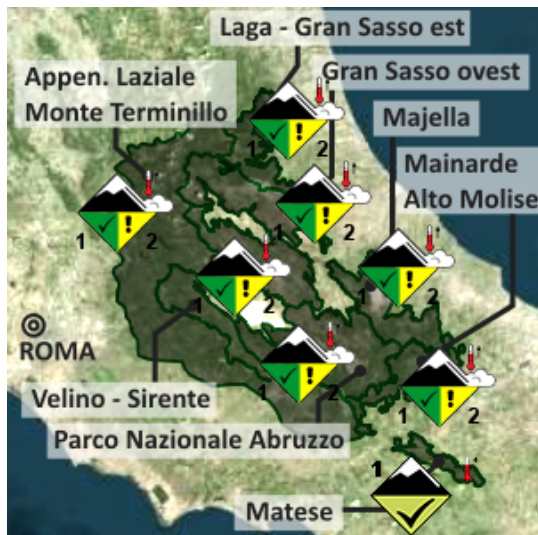 Laga - Gran Sasso est
Appen. Laziale
Monte Terminillo
Gran Sasso ovest
Majella
Mainarde
Alto Molise
1 ! 2
1 ! 2
1 ! 2
1 ! 2
1 ! 2
1 ! 2
1 ! 2
ROMA
Velino - Sirente
Parco Nazionale Abruzzo
1
Matese